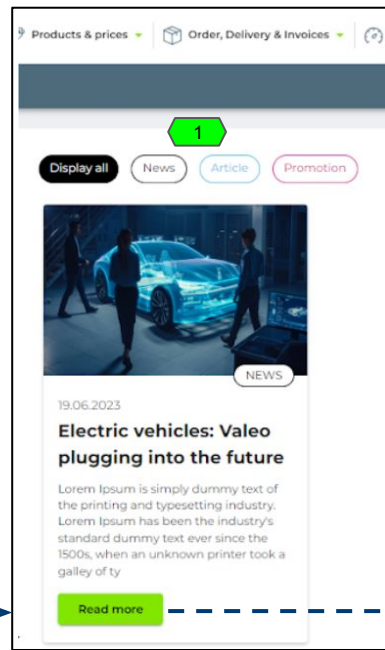 Products & prices
Order, Delivery & Invoices
1
Display all
News
Article
Promotion
NEWS
19.06.2023
Electric vehicles: Valeo
plugging into the future
Lorem Ipsum is simply dummy text of
the printing and typesetting industry.
Lorem Ipsum has been the industry's
standard dummy text ever since the
1500s, when an unknown printer took a
galley of ty
Read more